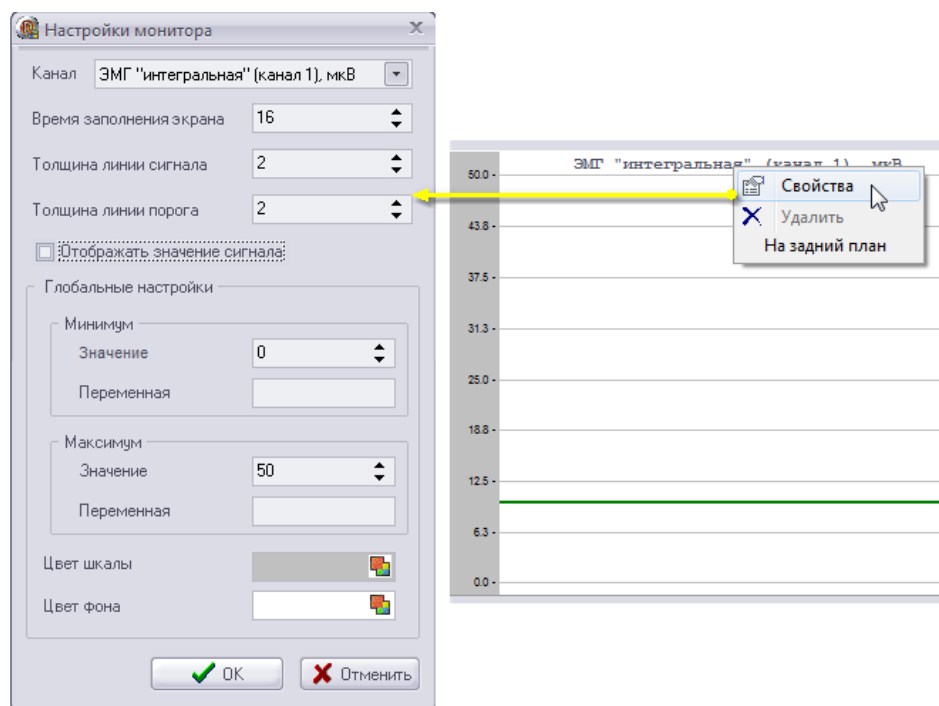 Настройки монитора
Канал ЭМГ "интегральная" (канал 1), мкВ
Время заполнения экрана 16
Толщина линии сигнала 2
Толщина линии порога 2
Отображать значение сигнала
Глобальные настройки
Минимум
Значение 0
Переменная
Максимум
Значение 50
Переменная
Цвет шкалы
Цвет фона
OK Отменить
ЭМГ "интегральная" (канал 1), мкВ
50.0
43.8
37.5
31.3
25.0
18.8
12.5
6.3
0.0
Свойства
Удалить
На задний план